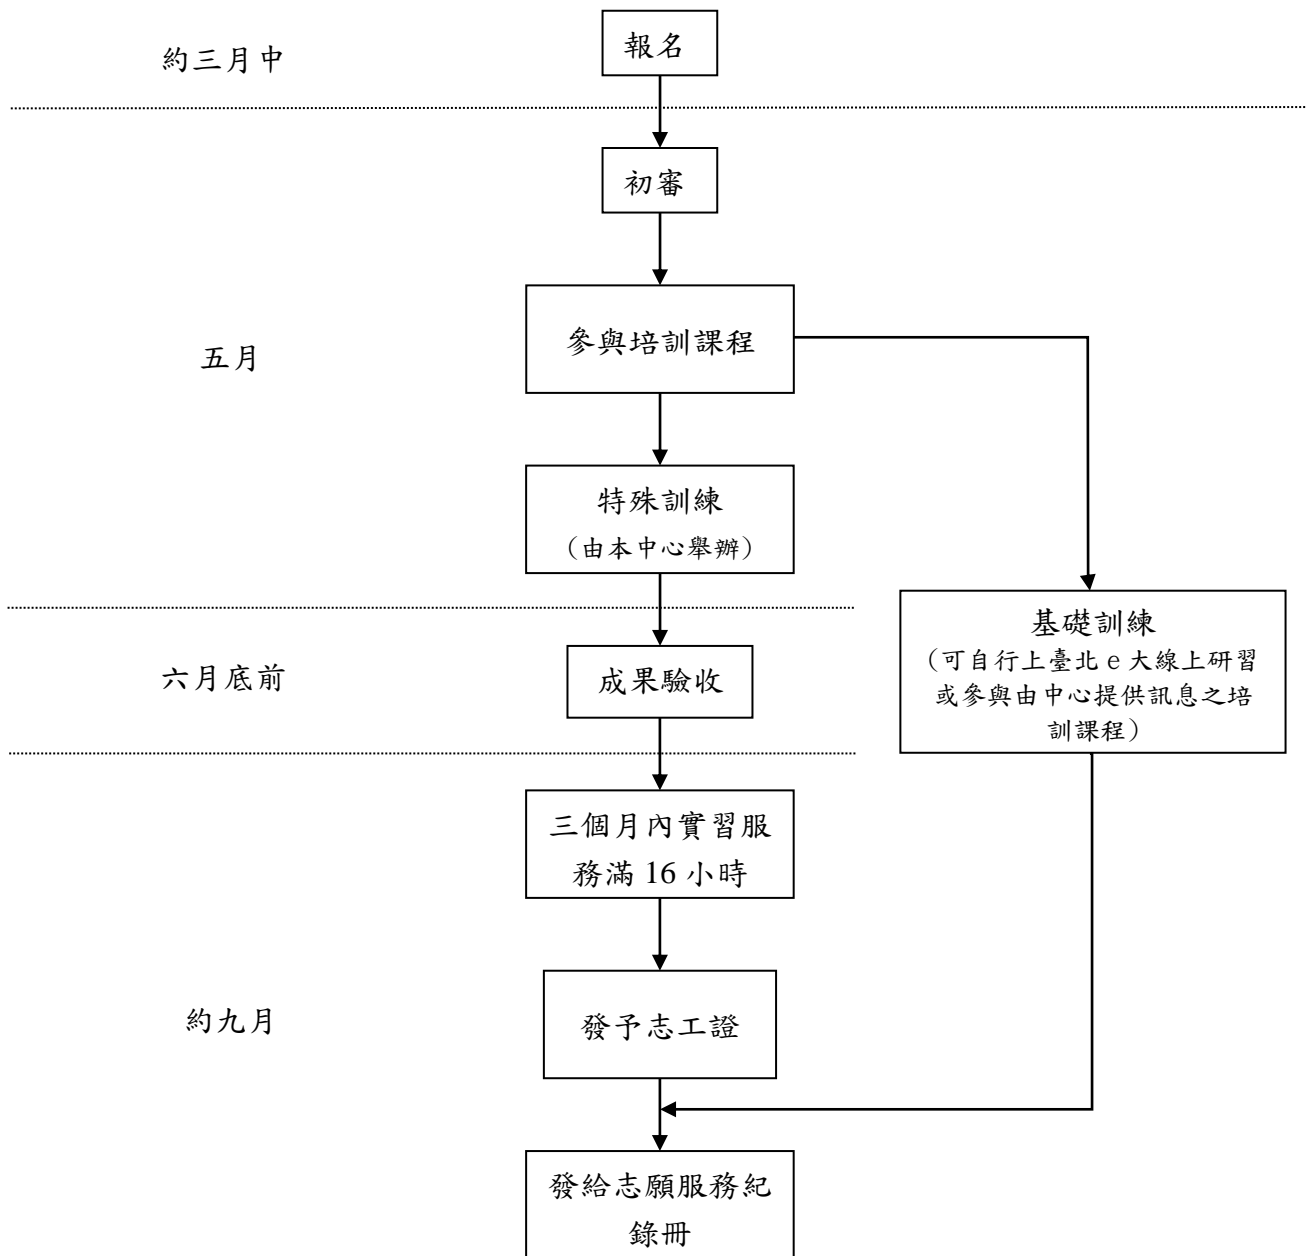 約三月中
報名
初審
五月
參與培訓課程
特殊訓練
（由本中心舉辦）
基礎訓練
（可自行上臺北 e 大線上研習
或參與由中心提供訊息之培
訓課程）
六月底前
成果驗收
三個月內實習服
務滿 16 小時
約九月
發予志工證
發給志願服務紀
錄冊